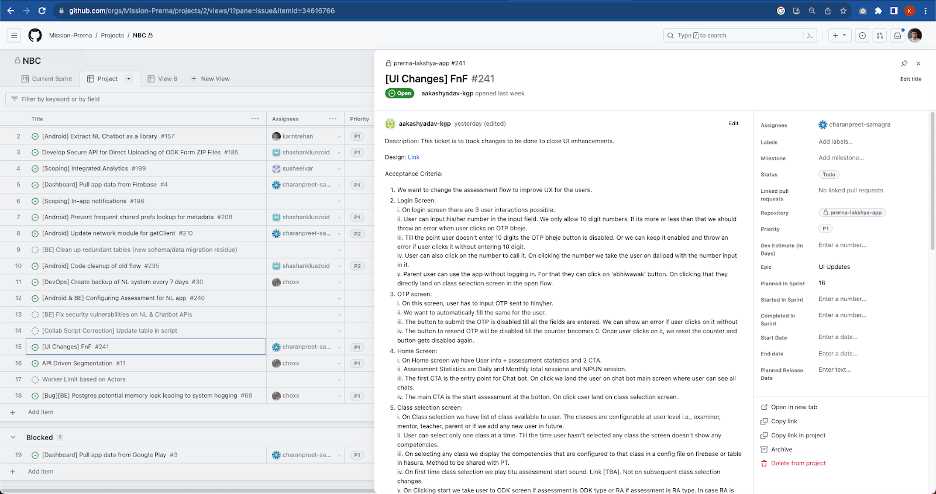 github.com/orgs/Mission-Prerna/projects/2/views/1?pane=issue&itemId=34616766
K
Mission-Prerna / Projects / NBC
Type / to search
NBC
Current Sprint
Project
View 8
+ New View
Filter by keyword or by field
Title
Assignees
Priority
2 [Android] Extract NL Chatbot as a library #157 karntrehan P1
3 Develop Secure API for Direct Uploading of ODK Form ZIP Files #186 shashankluezoid P1
4 [Scoping] Integrated Analytics #199 susheelvar
5 [Dashboard] Pull app data from Firebase #4 charanpreet-sa... P1
6 [Scoping] In-app notifications #196
7 [Android] Prevent frequent shared prefs lookup for metadata #208 shashankluezoid P1
8 [Android] Update network module for getClient #210 charanpreet-sa... P2
9 [BE] Clean up redundant tables (new schema/data migration residue)
10 [Android] Code cleanup of old flow #235 shashankluezoid P2
11 [DevOps] Create backup of NL system every 7 days #30 choxx P1
12 [Android & BE] Configuring Assessment for NL app #240
13 [BE] Fix security vulnerabilities on NL & Chatbot APIs
14 [Collab Script Correction] Update table in script
15 [UI Changes] FnF #241 charanpreet-sa... P1
16 API Driven Segmentation #11 choxx P1
17 Worker Limit based on Actors
18 [Bug][BE] Postgres potential memory leak leading to system hogging #68 choxx P1
+ Add item
Blocked 1
19 [Dashboard] Pull app data from Google Play #3 charanpreet-sa... P1
+ Add item
prerna-lakshya-app #241
[UI Changes] FnF #241
Edit title
Open
aakashyadav-kgp opened last week
aakashyadav-kgp yesterday (edited)
Edit
Description: This ticket is to track changes to be done to close UI enhancements.
Design: Link
Acceptance Criteria:
1. We want to change the assessment flow to improve UX for the users.
2. Login Screen:
i. On login screen there are 3 user interactions possible.
ii. User can input his/her number in the input field. We only allow 10 digit numbers. If its more or less than that we should
throw an error when user clicks on OTP bheje.
iii. Till the point user doesn't enter 10 digits the OTP bheje button is disabled. Or we can keep it enabled and throw an
error if user clicks it without entering 10 digit.
iv. User can also click on the number to call it. On clicking the number we take the user on daiload with the number input
in it.
v. Parent user can use the app without logging in. For that they can click on 'abhivawak' button. On clicking that they
directly land on class selection screen in the open flow.
3. OTP screen:
i. On this screen, user has to input OTP sent to him/her.
ii. We want to automatically fill the same for the user.
iii. The button to submit the OTP is disabled till all the fields are entered. We can show an error if user clicks on it without
iv. The button to resend OTP will be disabled till the counter becomes 0. Once user clicks on it, we reset the counter and
button gets disabled again.
4. Home Screen:
i. On Home screen we have User info + assessment statistics and 2 CTA.
ii. Assessment Statistics are Daily and Monthly total sessions and NIPUN session.
iii. The first CTA is the entry point for Chat bot. On click we land the user on chat bot main screen where user can see all
chats.
iv. The main CTA is the start assessment at the botton. On click user land on class selection screen.
5. Class selection screen:
i. On Class selection we have list of class available to user. The classes are configurable at user level i.e., examiner,
mentor, teacher, parent or if we add any new user in future.
ii. User can select only one class at a time. Till the time user hasn't selected any class the screen doesn't show any
competencies.
iii. On selecting any class we display the competencies that are configured to that class in a config file on firebase or table
in hasura. Method to be shared with PT.
iv. On first time class selection we play titu assessment start sound. Link [TBA]. Not on subsequent class selection
changes.
v. On Clicking start we take user to ODK screen if assessment is ODK type or RA if assessment is RA type. In case RA is
Assignees charanpreet-samagra
Labels Add labels...
Milestone Add milestone...
Status Todo
Linked pull requests No linked pull requests
Repository prerna-lakshya-app
Priority P1
Dev Estimate (in Days) Enter a number...
Epic UI Updates
Planned In Sprint 16
Started In Sprint Enter a number...
Completed In Sprint Enter a number...
Start Date Enter a date...
End date Enter a date...
Planned Release Date Enter text...
Open in new tab
Copy link
Copy link in project
Archive
Delete from project